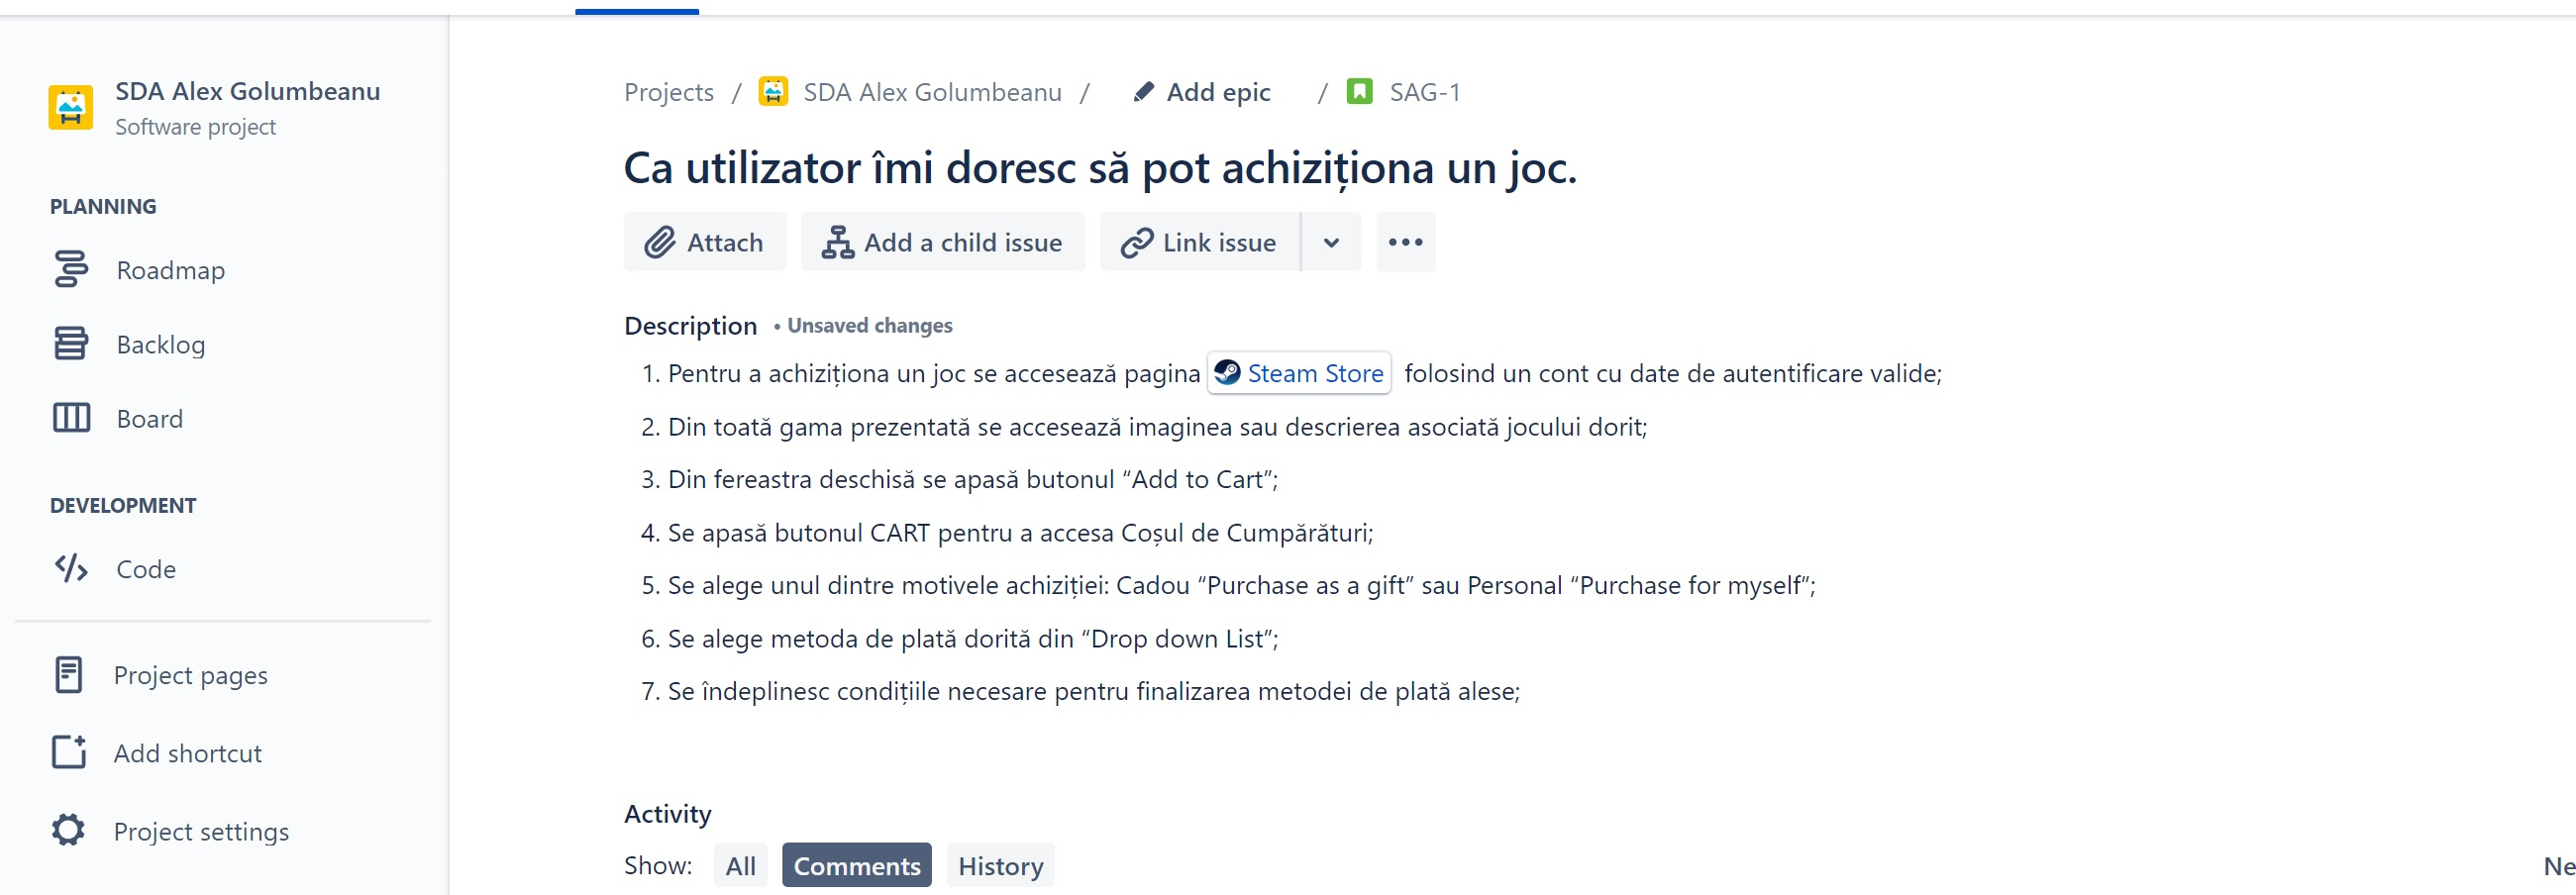 SDA Alex Golumbeanu
Software project
PLANNING
Roadmap
Backlog
Board
DEVELOPMENT
Code
Project pages
Add shortcut
Project settings
Projects / SDA Alex Golumbeanu / Add epic / SAG-1
Ca utilizator îmi doresc să pot achiziționa un joc.
Attach Add a child issue Link issue
Description • Unsaved changes
1. Pentru a achiziționa un joc se accesează pagina Steam Store folosind un cont cu date de autentificare valide;
2. Din toată gama prezentată se accesează imaginea sau descrierea asociată jocului dorit;
3. Din fereastra deschisă se apasă butonul “Add to Cart”;
4. Se apasă butonul CART pentru a accesa Coșul de Cumpărături;
5. Se alege unul dintre motivele achiziției: Cadou “Purchase as a gift” sau Personal “Purchase for myself”;
6. Se alege metoda de plată dorită din “Drop down List”;
7. Se îndeplinesc condițiile necesare pentru finalizarea metodei de plată alese;
Activity
Show: All Comments History